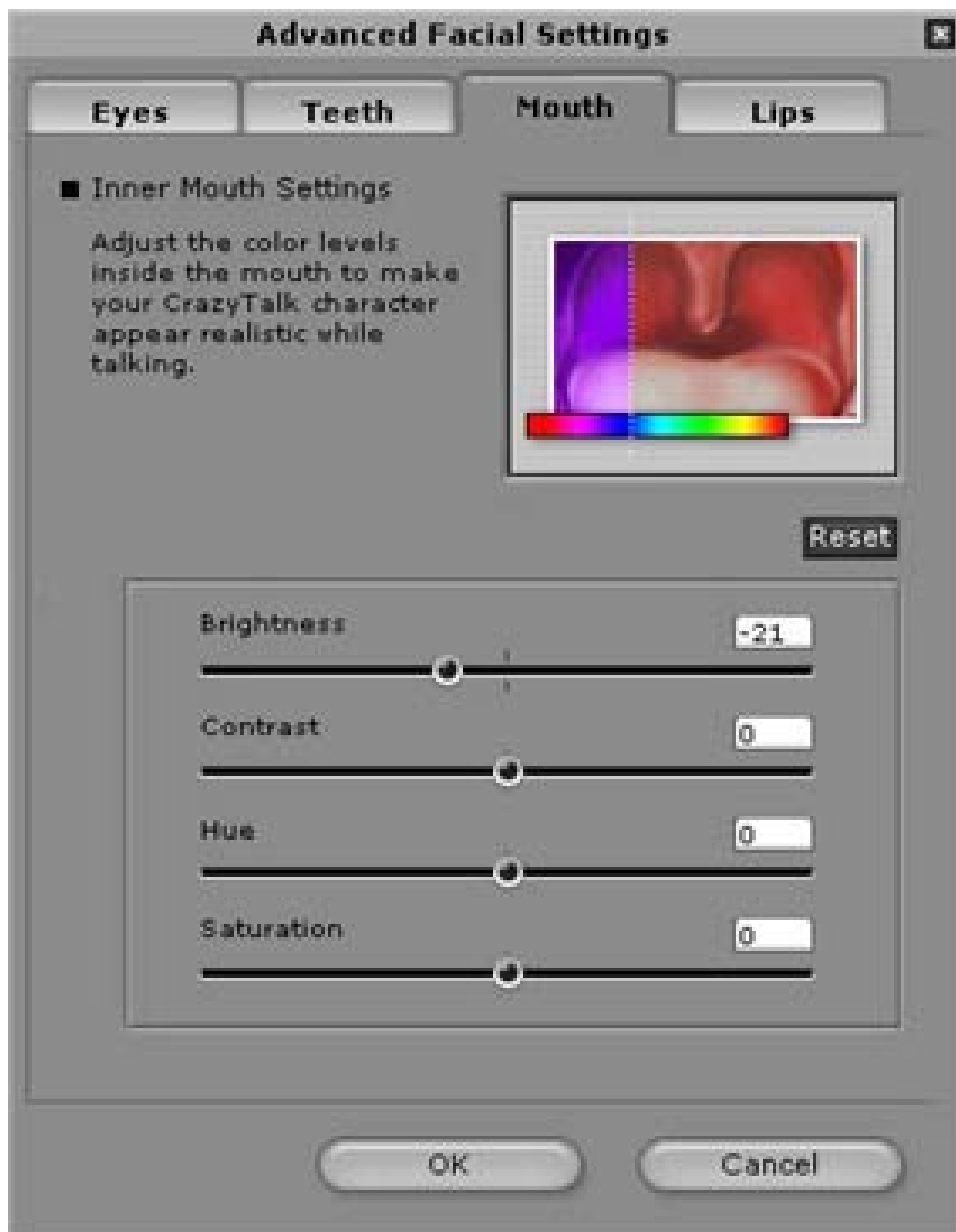 Advanced Facial Settings
Eyes Teeth Mouth Lips
Inner Mouth Settings
Adjust the color levels
inside the mouth to make
your CrazyTalk character
appear realistic while
talking.
Reset
Brightness -21
Contrast 0
Hue 0
Saturation 0
OK Cancel